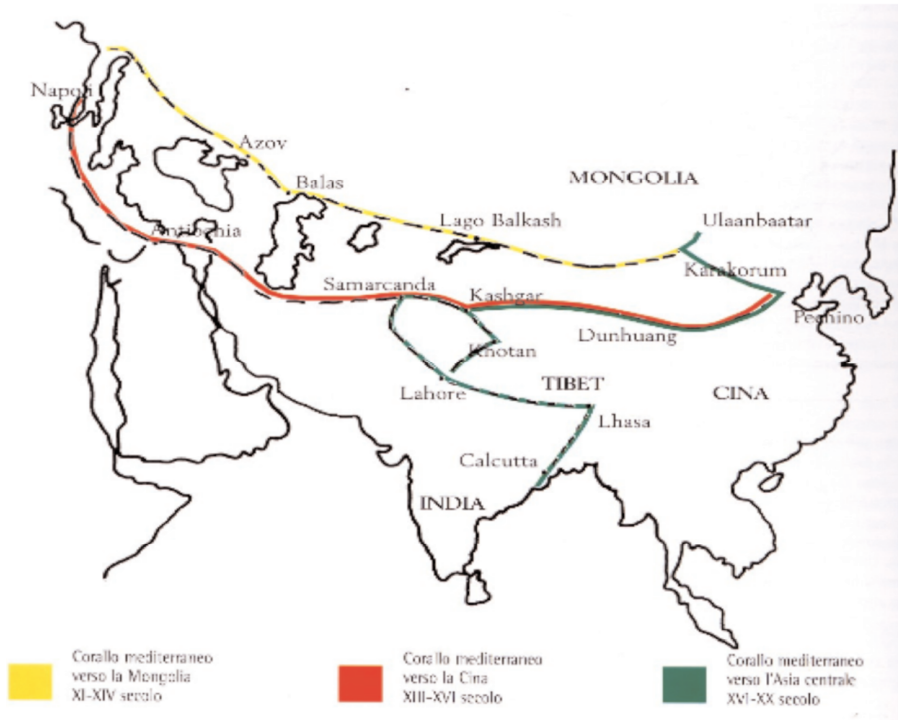 Napoli
Azov
Balas
MONGOLIA
Lago Balkash
Ulaanbaatar
Antiochia
Karakorum
Samarcanda
Kashgar
Pechino
Dunhuang
Khotan
TIBET
CINA
Lahore
Lhasa
Calcutta
INDIA
Corallo mediterraneo
verso la Mongolia
XI-XIV secolo
Corallo mediterraneo
verso la Cina
XIII-XVI secolo
Corallo mediterraneo
verso l'Asia centrale
XVI-XX secolo